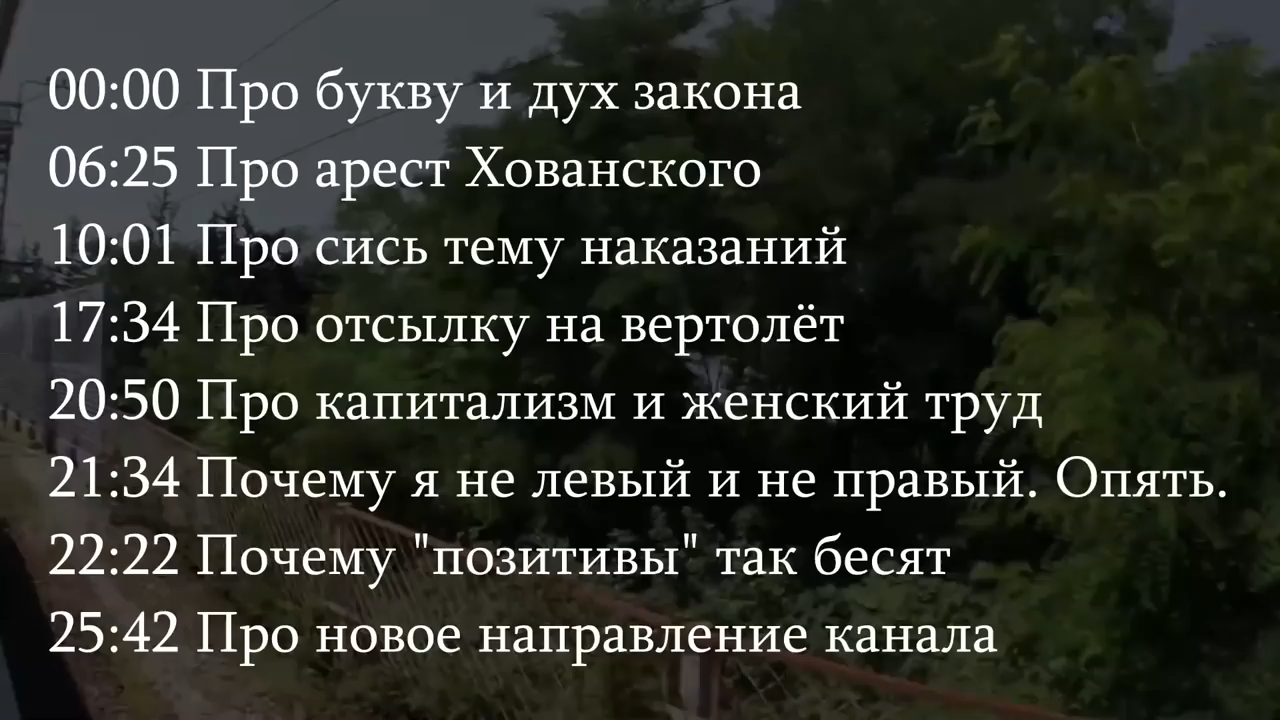 00:00 Про букву и дух закона
06:25 Про арест Хованского
10:01 Про сись тему наказаний
17:34 Про отсылку на вертолёт
20:50 Про капитализм и женский труд
21:34 Почему я не левый и не правый. Опять.
22:22 Почему "позитивы" так бесят
25:42 Про новое направление канала